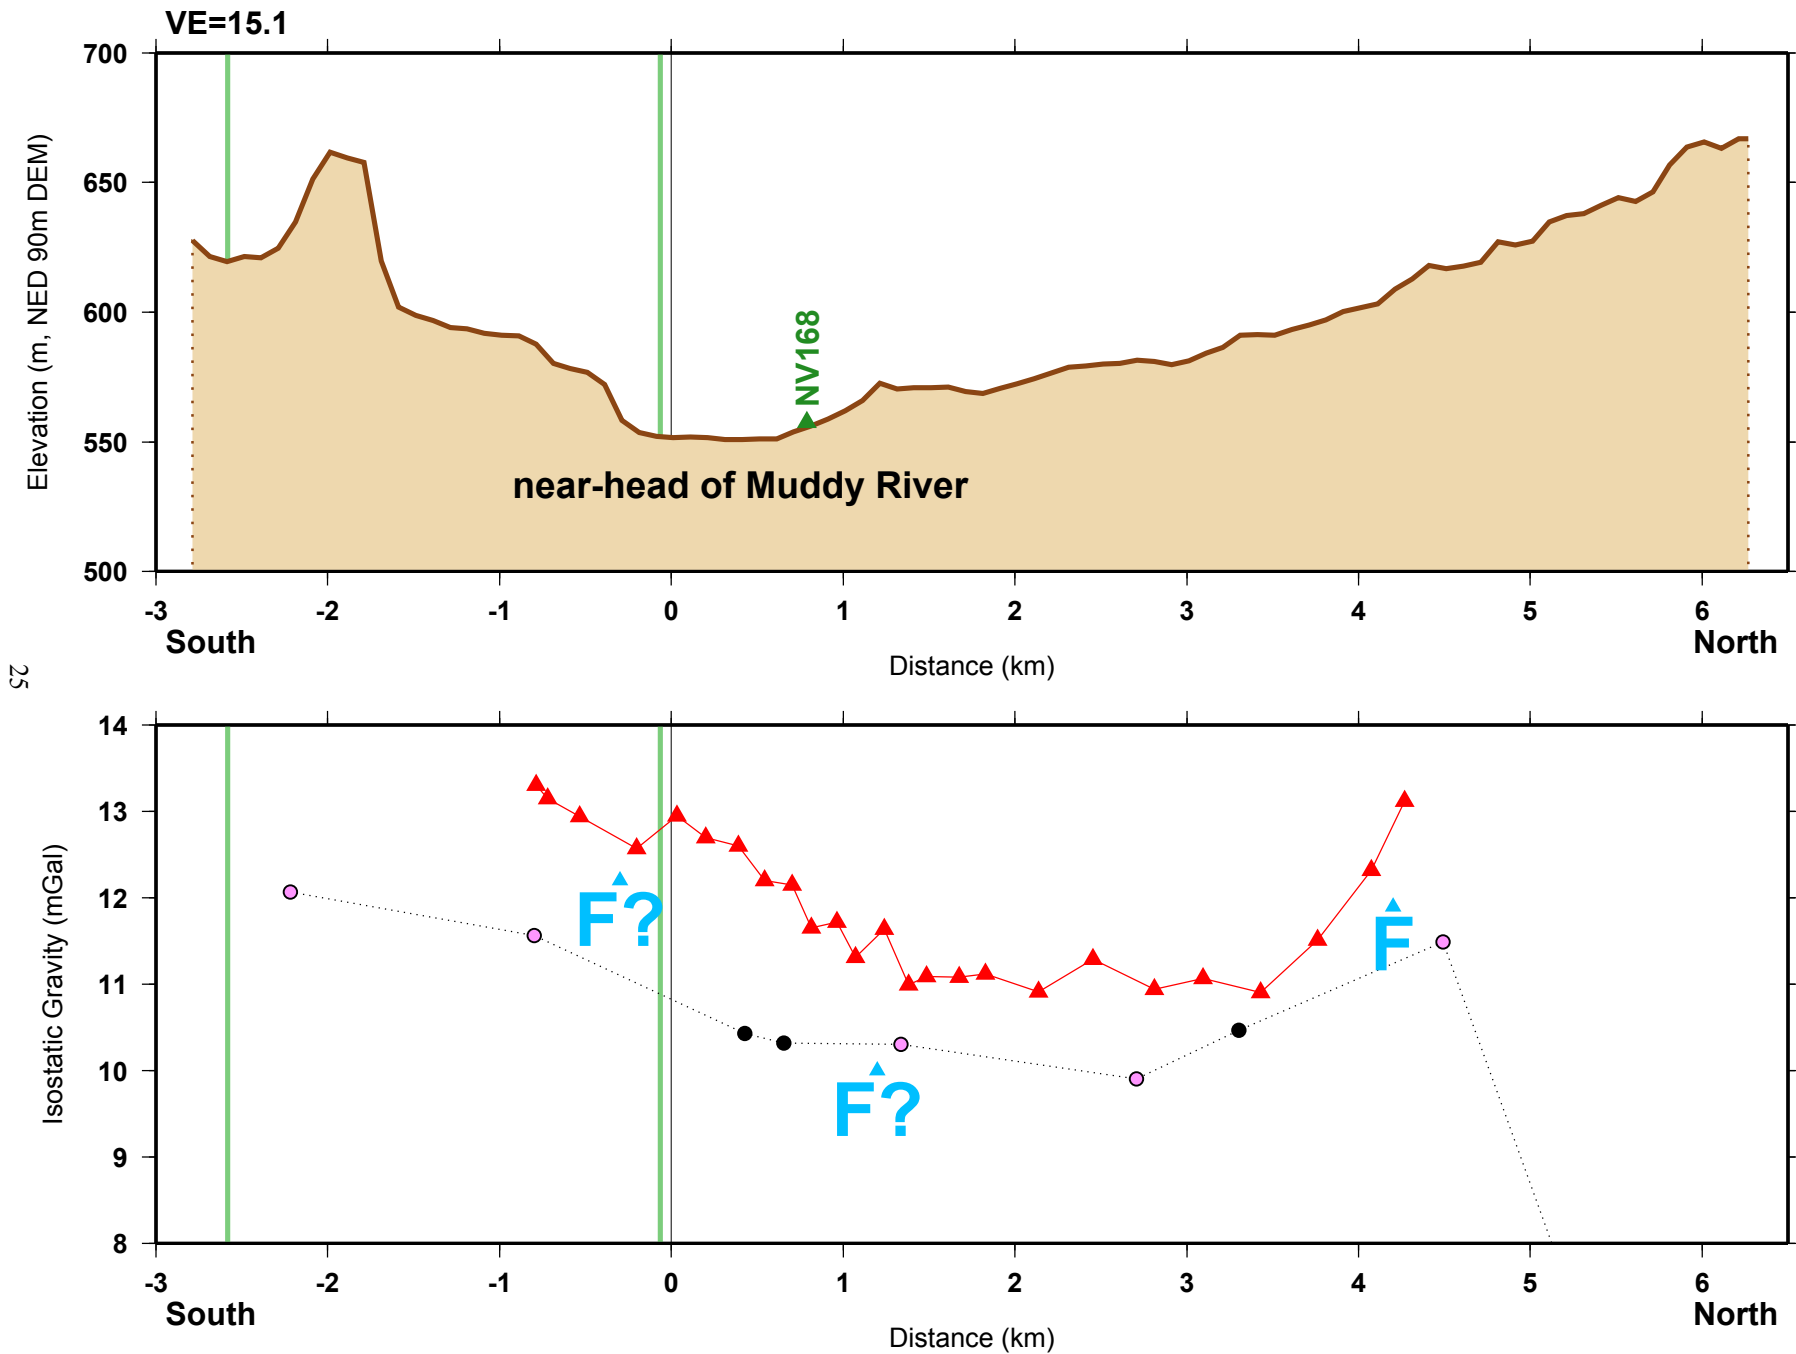 VE=15.1
700
650
600
550
500
Elevation (m, NED 90m DEM)
NV168
near-head of Muddy River
-3 -2 -1 0 1 2 3 4 5 6
South North
Distance (km)
25
14
13
12
11
10
9
8
Isostatic Gravity (mGal)
F?
F
F?
-3 -2 -1 0 1 2 3 4 5 6
South North
Distance (km)